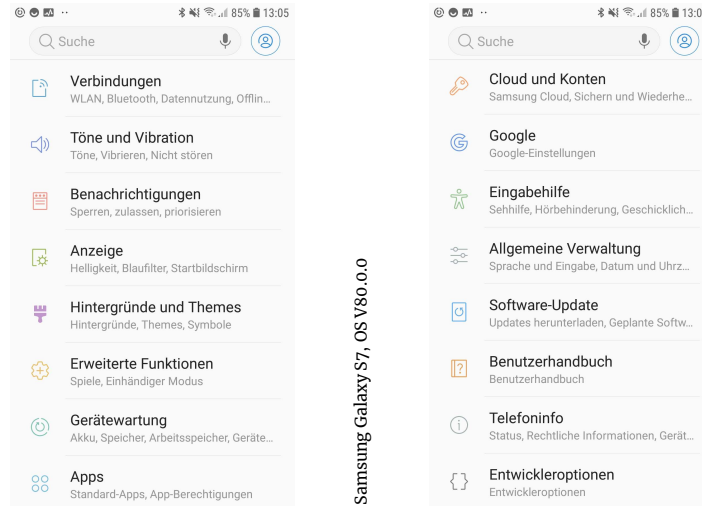 85% 13:05
Suche
Verbindungen
WLAN, Bluetooth, Datennutzung, Offlin...
Töne und Vibration
Töne, Vibrieren, Nicht stören
Benachrichtigungen
Sperren, zulassen, priorisieren
Anzeige
Helligkeit, Blaufilter, Startbildschirm
Hintergründe und Themes
Hintergründe, Themes, Symbole
Erweiterte Funktionen
Spiele, Einhändiger Modus
Gerätewartung
Akku, Speicher, Arbeitsspeicher, Geräte...
Apps
Standard-Apps, App-Berechtigungen
Samsung Galaxy S7, OS V80.0.0
85% 13:0
Suche
Cloud und Konten
Samsung Cloud, Sichern und Wiederhe...
Google
Google-Einstellungen
Eingabehilfe
Sehhilfe, Hörbehinderung, Geschicklich...
Allgemeine Verwaltung
Sprache und Eingabe, Datum und Uhrz...
Software-Update
Updates herunterladen, Geplante Softw...
Benutzerhandbuch
Benutzerhandbuch
Telefoninfo
Status, Rechtliche Informationen, Gerät...
Entwickleroptionen
Entwickleroptionen